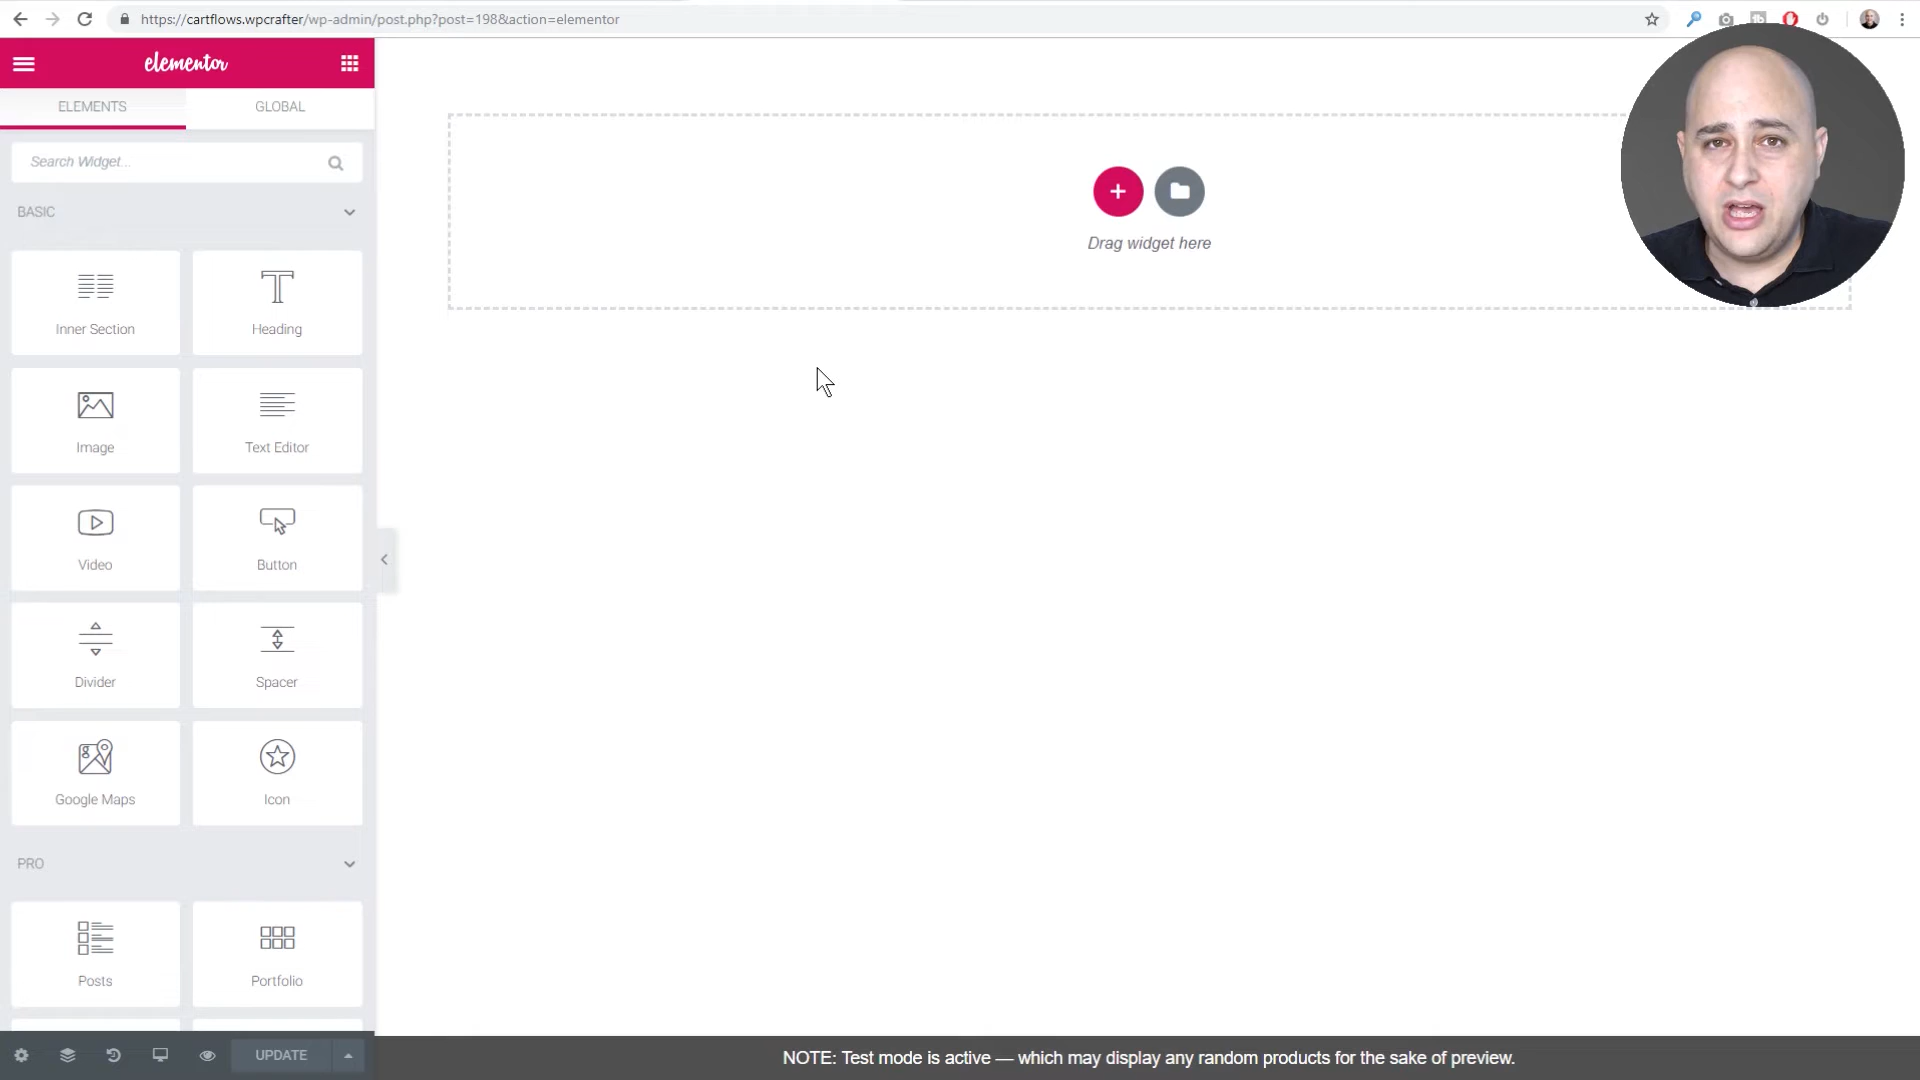 https://cartflows.wpcrafter/wp-admin/post.php?post=198&action=elementor
elementor
ELEMENTS
GLOBAL
Search Widget...
BASIC
Inner Section
Heading
Image
Text Editor
Video
Button
Divider
Spacer
Google Maps
Icon
PRO
Posts
Portfolio
UPDATE
Drag widget here
NOTE: Test mode is active — which may display any random products for the sake of preview.